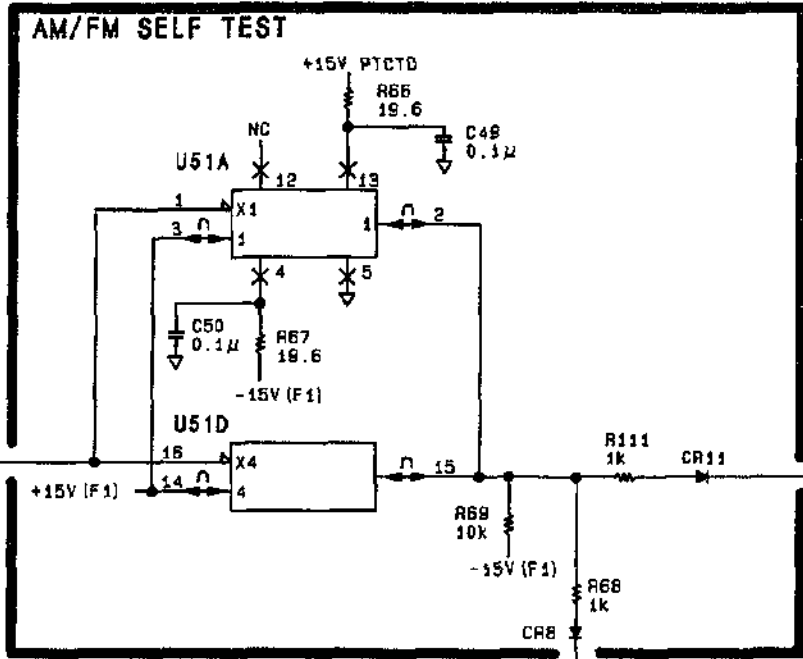 AM/FM SELF TEST
+15V PTCTD
R66
19.6
NC
C49
0.1µ
U51A
12
13
1
X1
3
1
1
2
4
5
C50
0.1µ
R67
19.6
-15V(F1)
U51D
16
X4
15
+15V(F1)
14
4
R111
1k
CR11
R69
10k
-15V(F1)
R68
1k
CR8